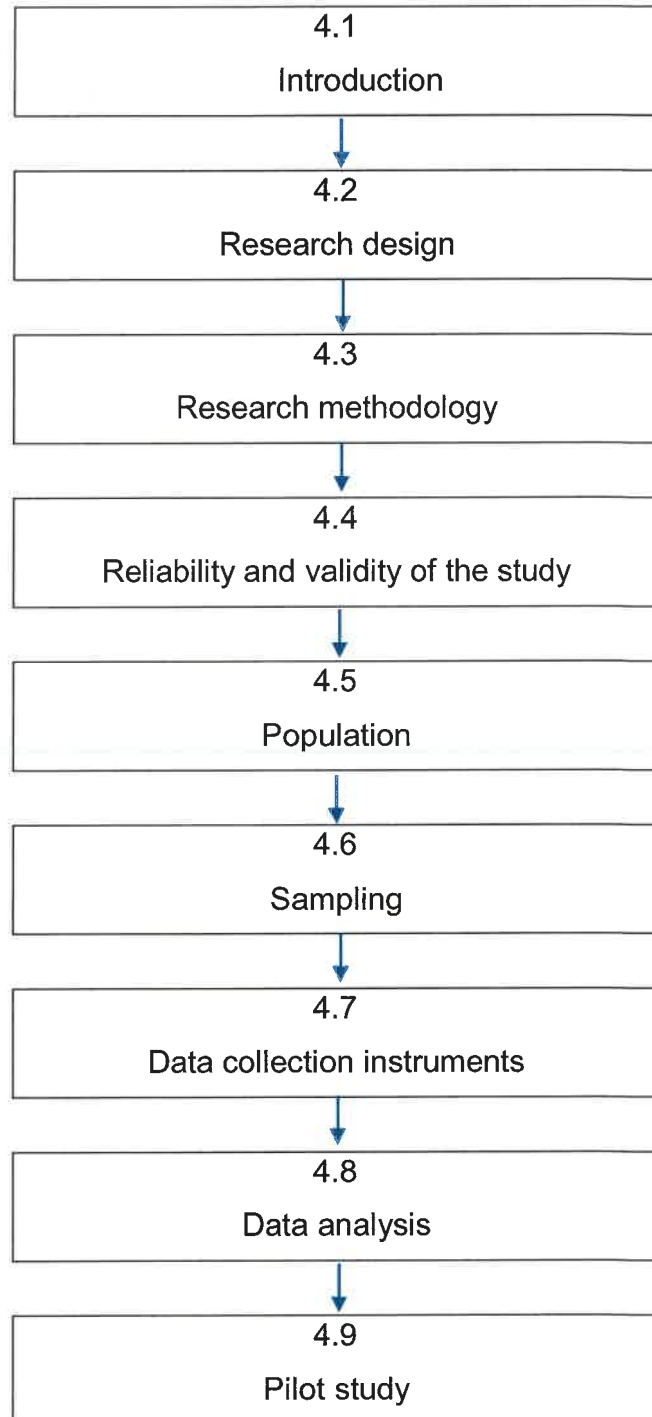 4.1
Introduction
4.2
Research design
4.3
Research methodology
4.4
Reliability and validity of the study
4.5
Population
4.6
Sampling
4.7
Data collection instruments
4.8
Data analysis
4.9
Pilot study